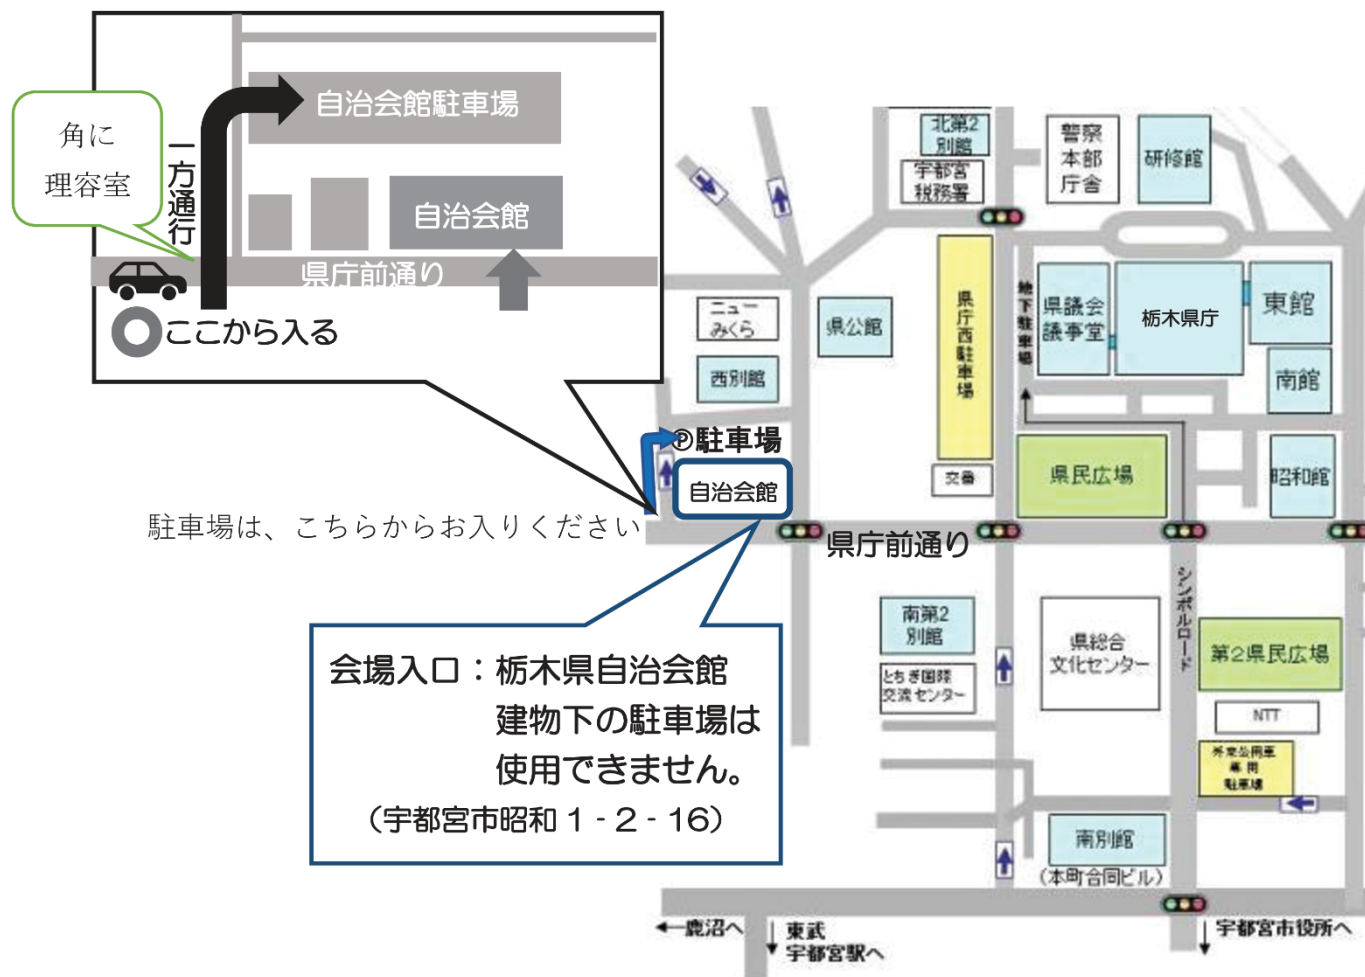 角に
理容室
一方通行
自治会館駐車場
自治会館
県庁前通り
ここから入る
駐車場は、こちらからお入りください
Ⓟ駐車場
自治会館
会場入口：栃木県自治会館
建物下の駐車場は
使用できません。
（宇都宮市昭和１-２-１６）
北第2
別館
宇都宮
税務署
警察
本部
庁舎
研修館
ニュー
みくら
西別館
県公館
県庁西駐車場
地下駐車場
県議会
議事堂
栃木県庁
東館
南館
交番
県民広場
昭和館
県庁前通り
シンボルロード
南第2
別館
とちぎ国際
交流センター
県総合
文化センター
第2県民広場
NTT
外来公用車
専用
駐車場
南別館
（本町合同ビル）
←鹿沼へ
東武
宇都宮駅へ
宇都宮市役所へ